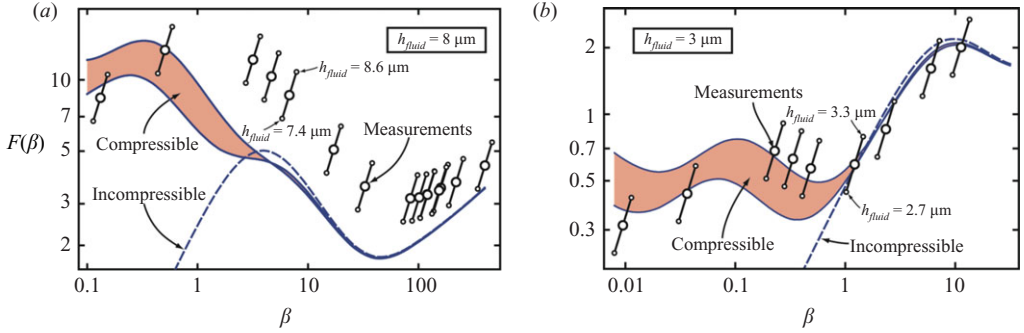 (a)
h_fluid = 8 µm
10
7
5
3
2
F(β)
h_fluid = 8.6 µm
h_fluid = 7.4 µm
Compressible
Measurements
Incompressible
0.1 1 10 100
β
(b)
h_fluid = 3 µm
2
1
0.7
0.5
0.3
Measurements
h_fluid = 3.3 µm
h_fluid = 2.7 µm
Compressible
Incompressible
0.01 0.1 1 10
β